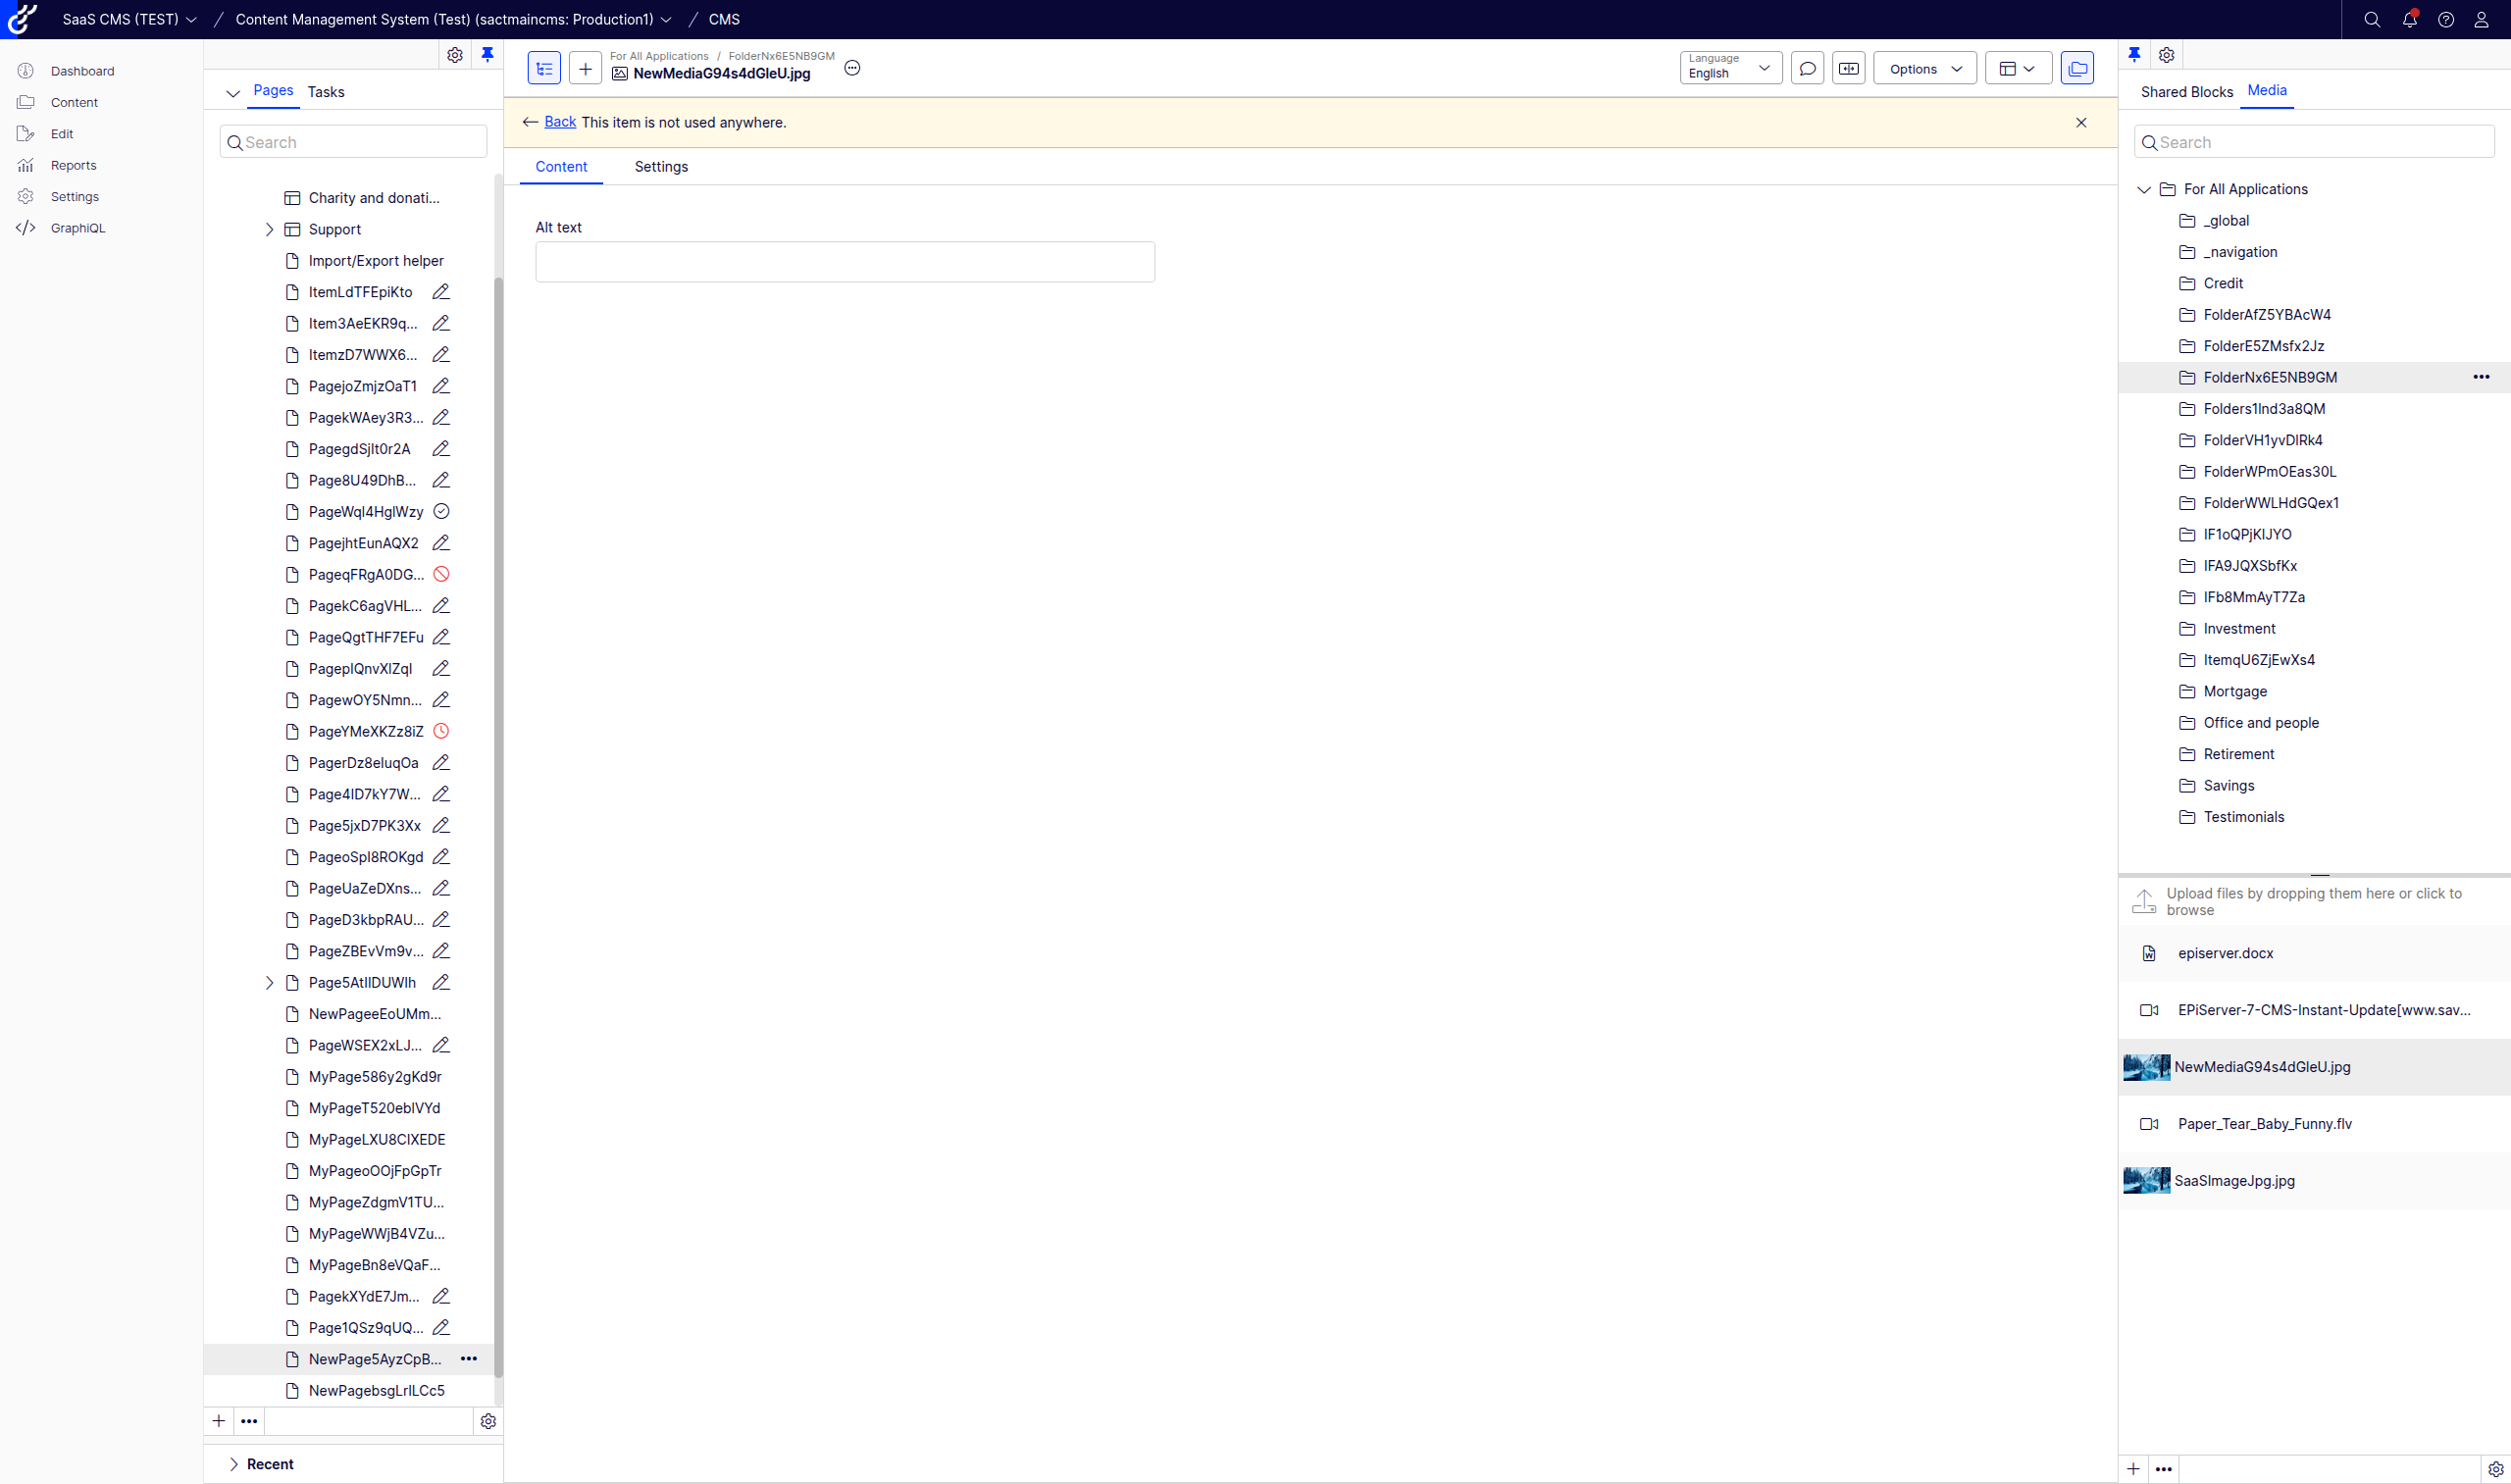 SaaS CMS (TEST) / Content Management System (Test) (sactmaincms: Production1) / CMS
Dashboard
Content
Edit
Reports
Settings
GraphiQL
Pages Tasks
Search
Charity and donati...
Support
Import/Export helper
ItemLdTFEpiKto
Item3AeEKR9q...
ItemzD7WWX6...
PagejoZmjzOaT1
PagekWAey3R3...
PagegdSjIt0r2A
Page8U49DhB...
PageWqI4HglWzy
PagejhtEunAQX2
PageqFRgA0DG...
PagekC6agVHL...
PageQgtTHF7EFu
PagepIQnvXIZqI
PagewOY5Nmn...
PageYMeXKZz8iZ
PagerDz8eluqOa
Page4ID7kY7W...
Page5jxD7PK3Xx
PageoSpI8ROKgd
PageUaZeDXns...
PageD3kbpRAU...
PageZBEvVm9v...
Page5AtIIDUWIh
NewPageeEoUMm...
PageWSEX2xLJ...
MyPage586y2gKd9r
MyPageT520ebIVYd
MyPageLXU8CIXEDE
MyPageoOOjFpGpTr
MyPageZdgmV1TU...
MyPageWWjB4VZu...
MyPageBn8eVQaF...
PagekXYdE7Jm...
Page1QSz9qUQ...
NewPage5AyzCpB...
NewPagebsgLrILCc5
Recent
For All Applications / FolderNx6E5NB9GM
NewMediaG94s4dGleU.jpg
Language
English
Options
Back This item is not used anywhere.
Content Settings
Alt text
Shared Blocks Media
Search
For All Applications
_global
_navigation
Credit
FolderAfZ5YBAcW4
FolderE5ZMsfx2Jz
FolderNx6E5NB9GM
Folders1Ind3a8QM
FolderVH1yvDIRk4
FolderWPmOEas30L
FolderWWLHdGQex1
IF1oQPjKIJYO
IFA9JQXSbfKx
IFb8MmAyT7Za
Investment
ItemqU6ZjEwXs4
Mortgage
Office and people
Retirement
Savings
Testimonials
Upload files by dropping them here or click to
browse
episerver.docx
EPiServer-7-CMS-Instant-Update[www.sav...
NewMediaG94s4dGleU.jpg
Paper_Tear_Baby_Funny.flv
SaaSImageJpg.jpg